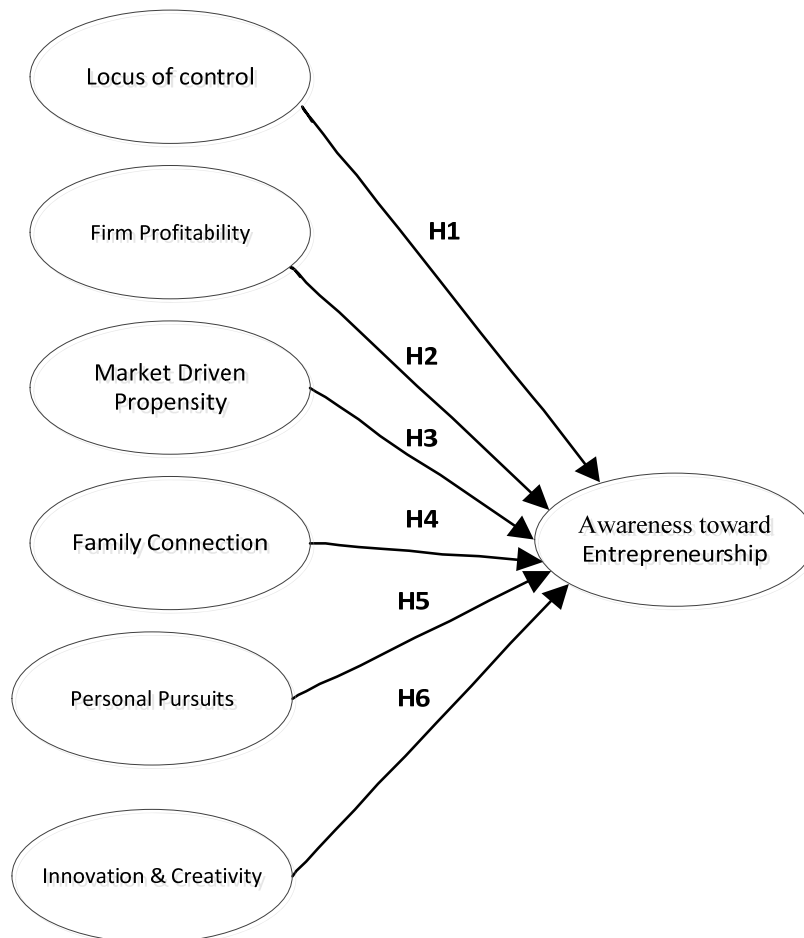 Locus of control
H1
Firm Profitability
H2
Market Driven
Propensity
H3
H4
Family Connection
Awareness toward
Entrepreneurship
H5
Personal Pursuits
H6
Innovation & Creativity